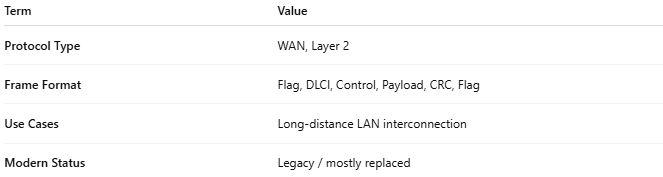 Term Value
Protocol Type WAN, Layer 2
Frame Format Flag, DLCI, Control, Payload, CRC, Flag
Use Cases Long-distance LAN interconnection
Modern Status Legacy / mostly replaced